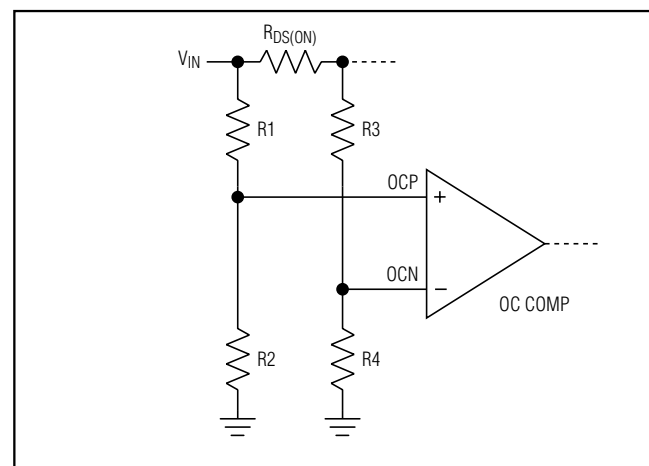 R_DS(ON)
V_IN
R1
R3
OCP
+
OCN
−
OC COMP
R2
R4